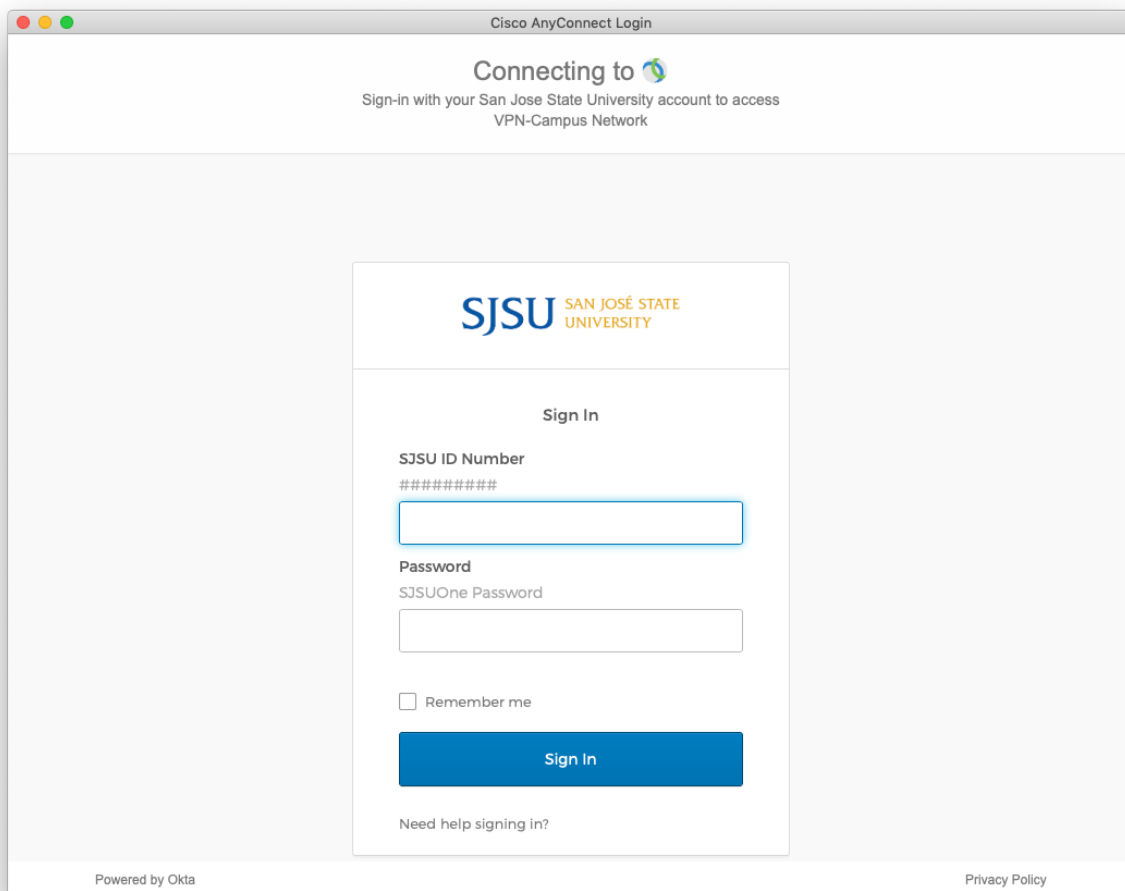 Cisco AnyConnect Login
Connecting to
Sign-in with your San Jose State University account to access
VPN-Campus Network
SJSU SAN JOSÉ STATE
UNIVERSITY
Sign In
SJSU ID Number
#########
Password
SJSUOne Password
Remember me
Sign In
Need help signing in?
Powered by Okta Privacy Policy